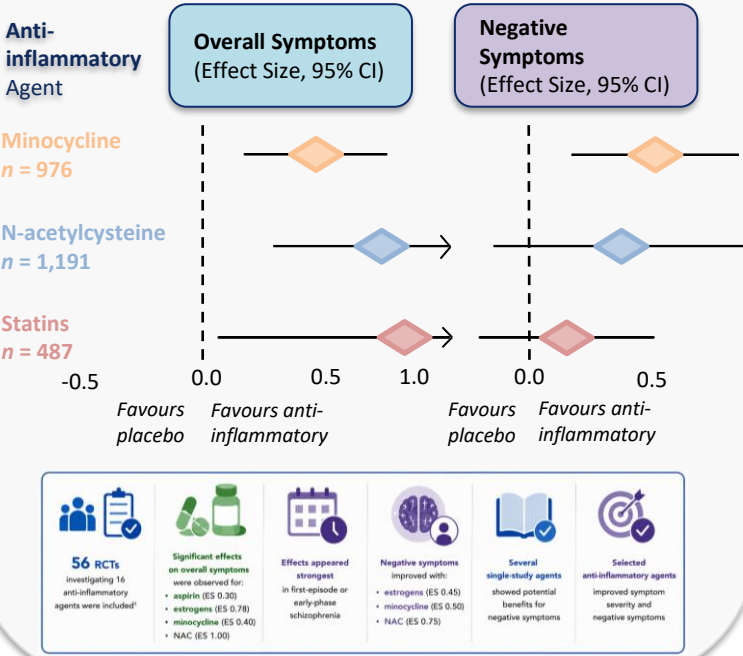 Anti-
inflammatory
Agent
Overall Symptoms
(Effect Size, 95% CI)
Negative
Symptoms
(Effect Size, 95% CI)
Minocycline
n = 976
N-acetylcysteine
n = 1,191
Statins
n = 487
-0.5
0.0
0.5
1.0
0.0
0.5
Favours
placebo
Favours anti-
inflammatory
Favours
placebo
Favours anti-
inflammatory
56 RCTs
investigating 16
anti-inflammatory
agents were included¹
Significant effects
on overall symptoms
were observed for:
• aspirin (ES 0.30)
• estrogens (ES 0.78)
• minocycline (ES 0.40)
• NAC (ES 1.00)
Effects appeared
strongest
in first-episode or
early-phase
schizophrenia
Negative symptoms
improved with:
• estrogens (ES 0.45)
• minocycline (ES 0.50)
• NAC (ES 0.75)
Several
single-study agents
showed potential
benefits for
negative symptoms
Selected
anti-inflammatory agents
improved symptom
severity and
negative symptoms